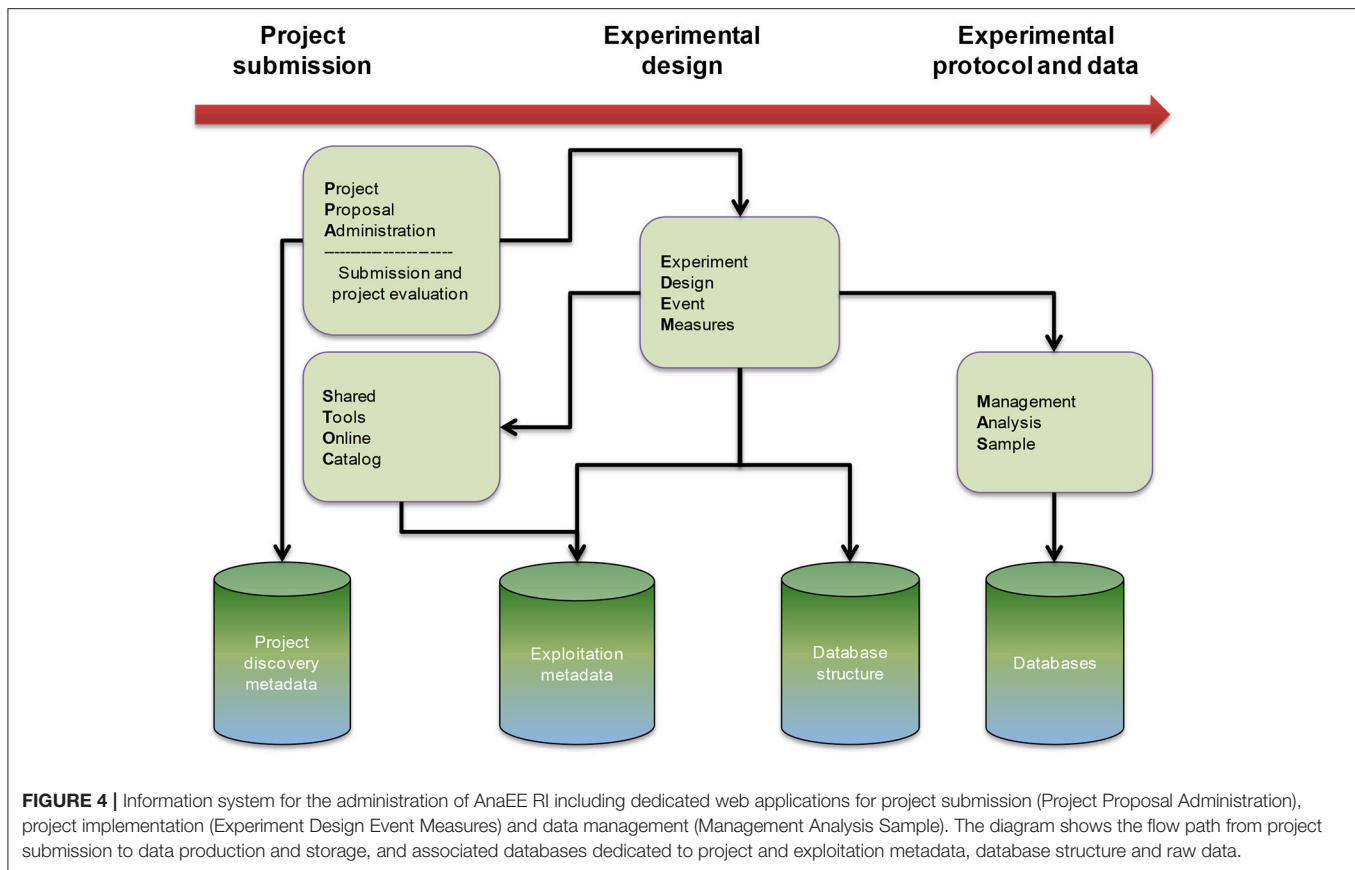 Project
submission
Experimental
design
Experimental
protocol and data
Project
Proposal
Administration
------------------------
Submission and
project evaluation
Experiment
Design
Event
Measures
Shared
Tools
Online
Catalog
Management
Analysis
Sample
Project
discovery
metadata
Exploitation
metadata
Database
structure
Databases
FIGURE 4 | Information system for the administration of AnaEE RI including dedicated web applications for project submission (Project Proposal Administration),
project implementation (Experiment Design Event Measures) and data management (Management Analysis Sample). The diagram shows the flow path from project
submission to data production and storage, and associated databases dedicated to project and exploitation metadata, database structure and raw data.